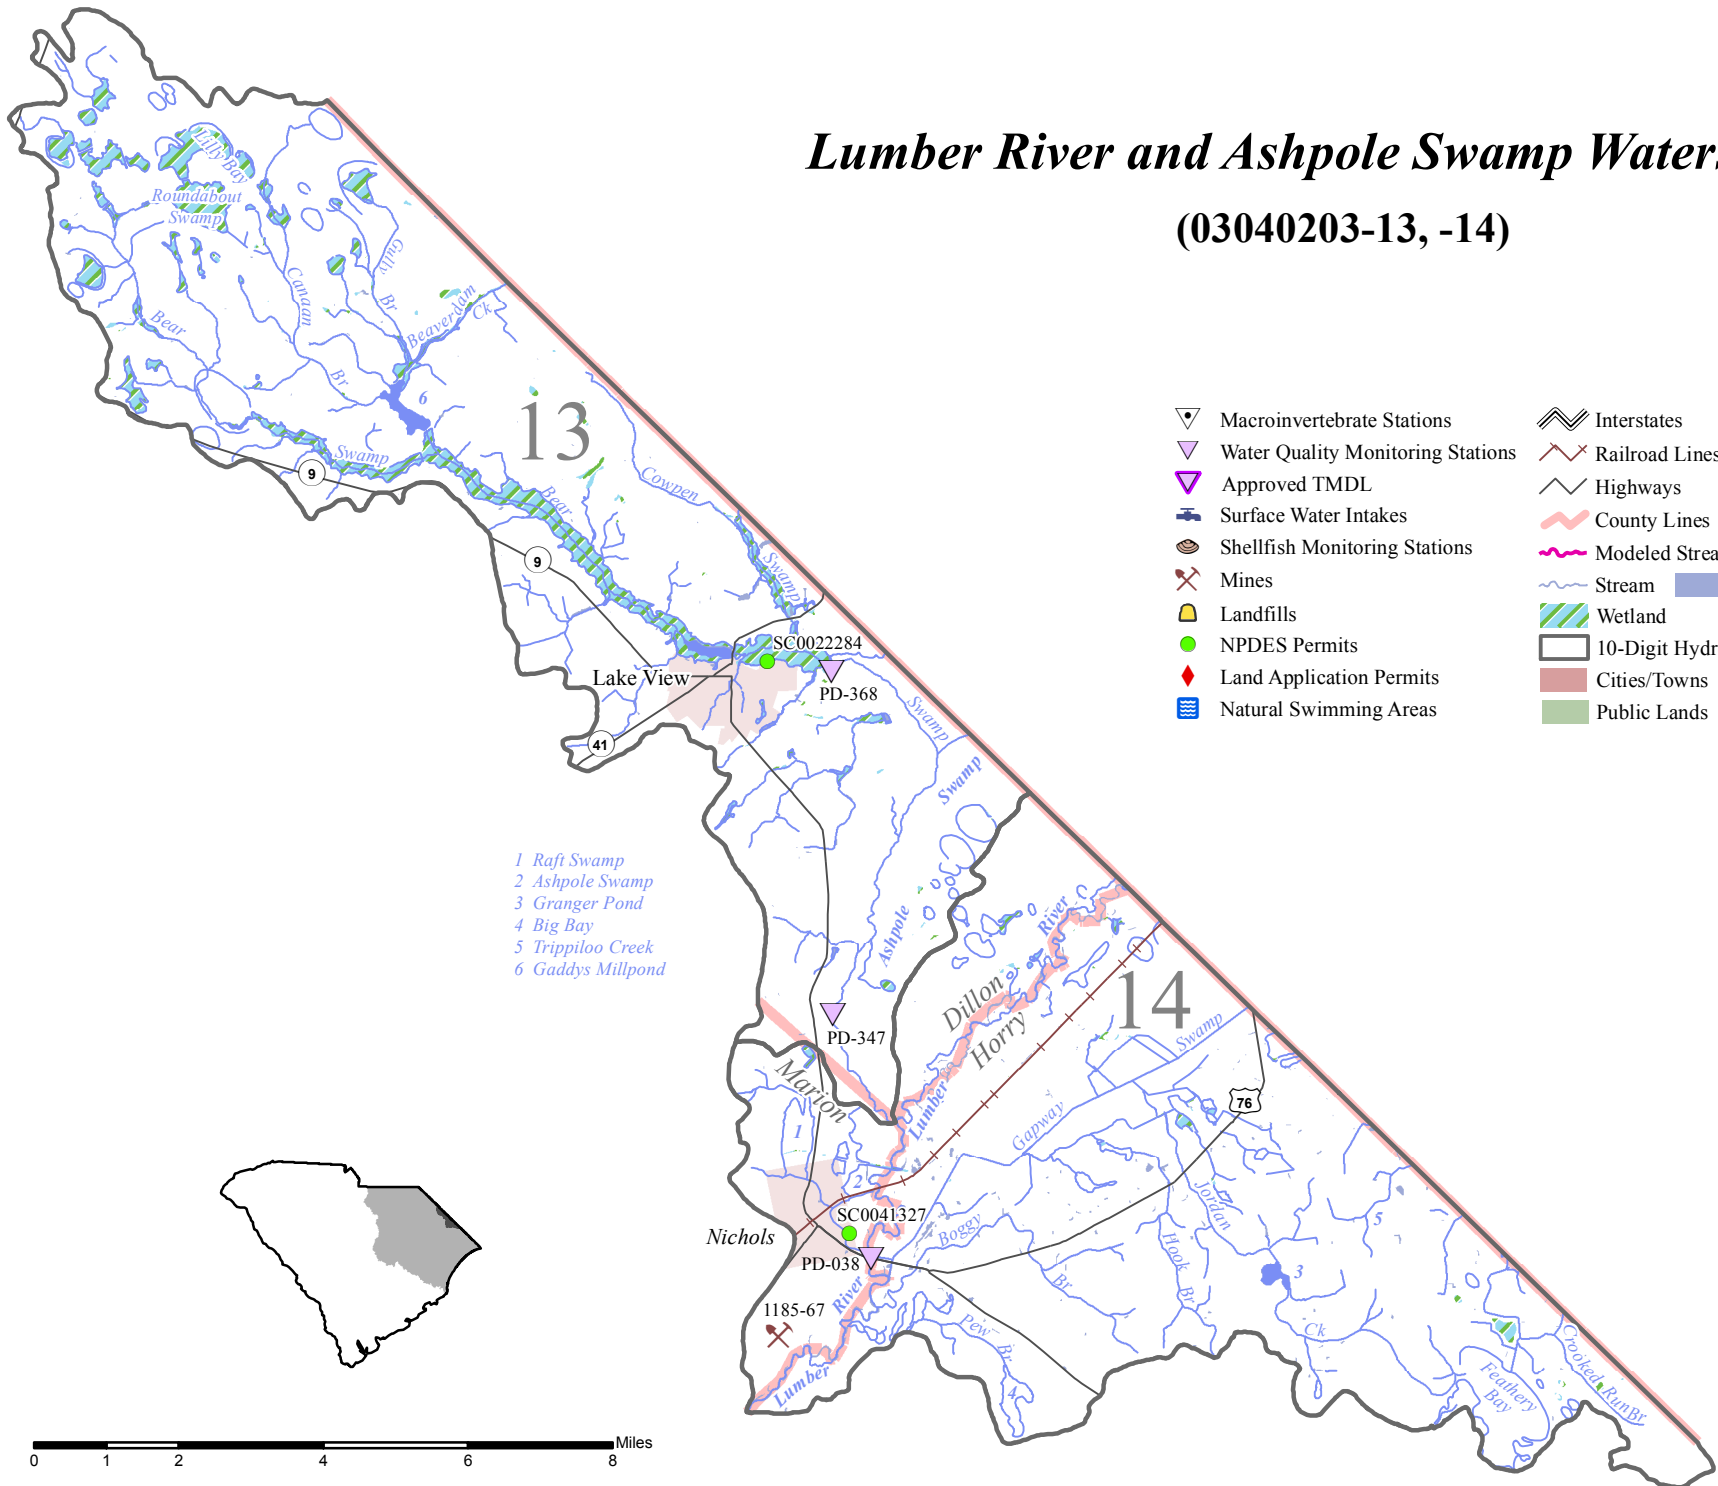 Lumber River and Ashpole Swamp Waters
(03040203-13, -14)
Macroinvertebrate Stations
Water Quality Monitoring Stations
Approved TMDL
Surface Water Intakes
Shellfish Monitoring Stations
Mines
Landfills
NPDES Permits
Land Application Permits
Natural Swimming Areas
Interstates
Railroad Lines
Highways
County Lines
Modeled Strea
Stream
Wetland
10-Digit Hydr
Cities/Towns
Public Lands
Lilly Bay
Roundabout
Swamp
Gully
Br
Canaan
Br
Beaverdam
Ck
Bear
Swamp
6
13
9
Bear
Cowpen
Swamp
9
SC0022284
Lake View
PD-368
41
Swamp
Swamp
Ashpole
1 Raft Swamp
2 Ashpole Swamp
3 Granger Pond
4 Big Bay
5 Trippiloo Creek
6 Gaddys Millpond
River
Dillon
Horry
14
PD-347
Marion
Lumber
Swamp
Gapway
76
1
2
Jordan
5
SC0041327
Nichols
Boggy
Br
Hook Br
PD-038
3
River
1185-67
Pew
Br
Ck
Crooked Run Br
Lumber
4
Feathery
Bay
Miles
0 1 2 4 6 8